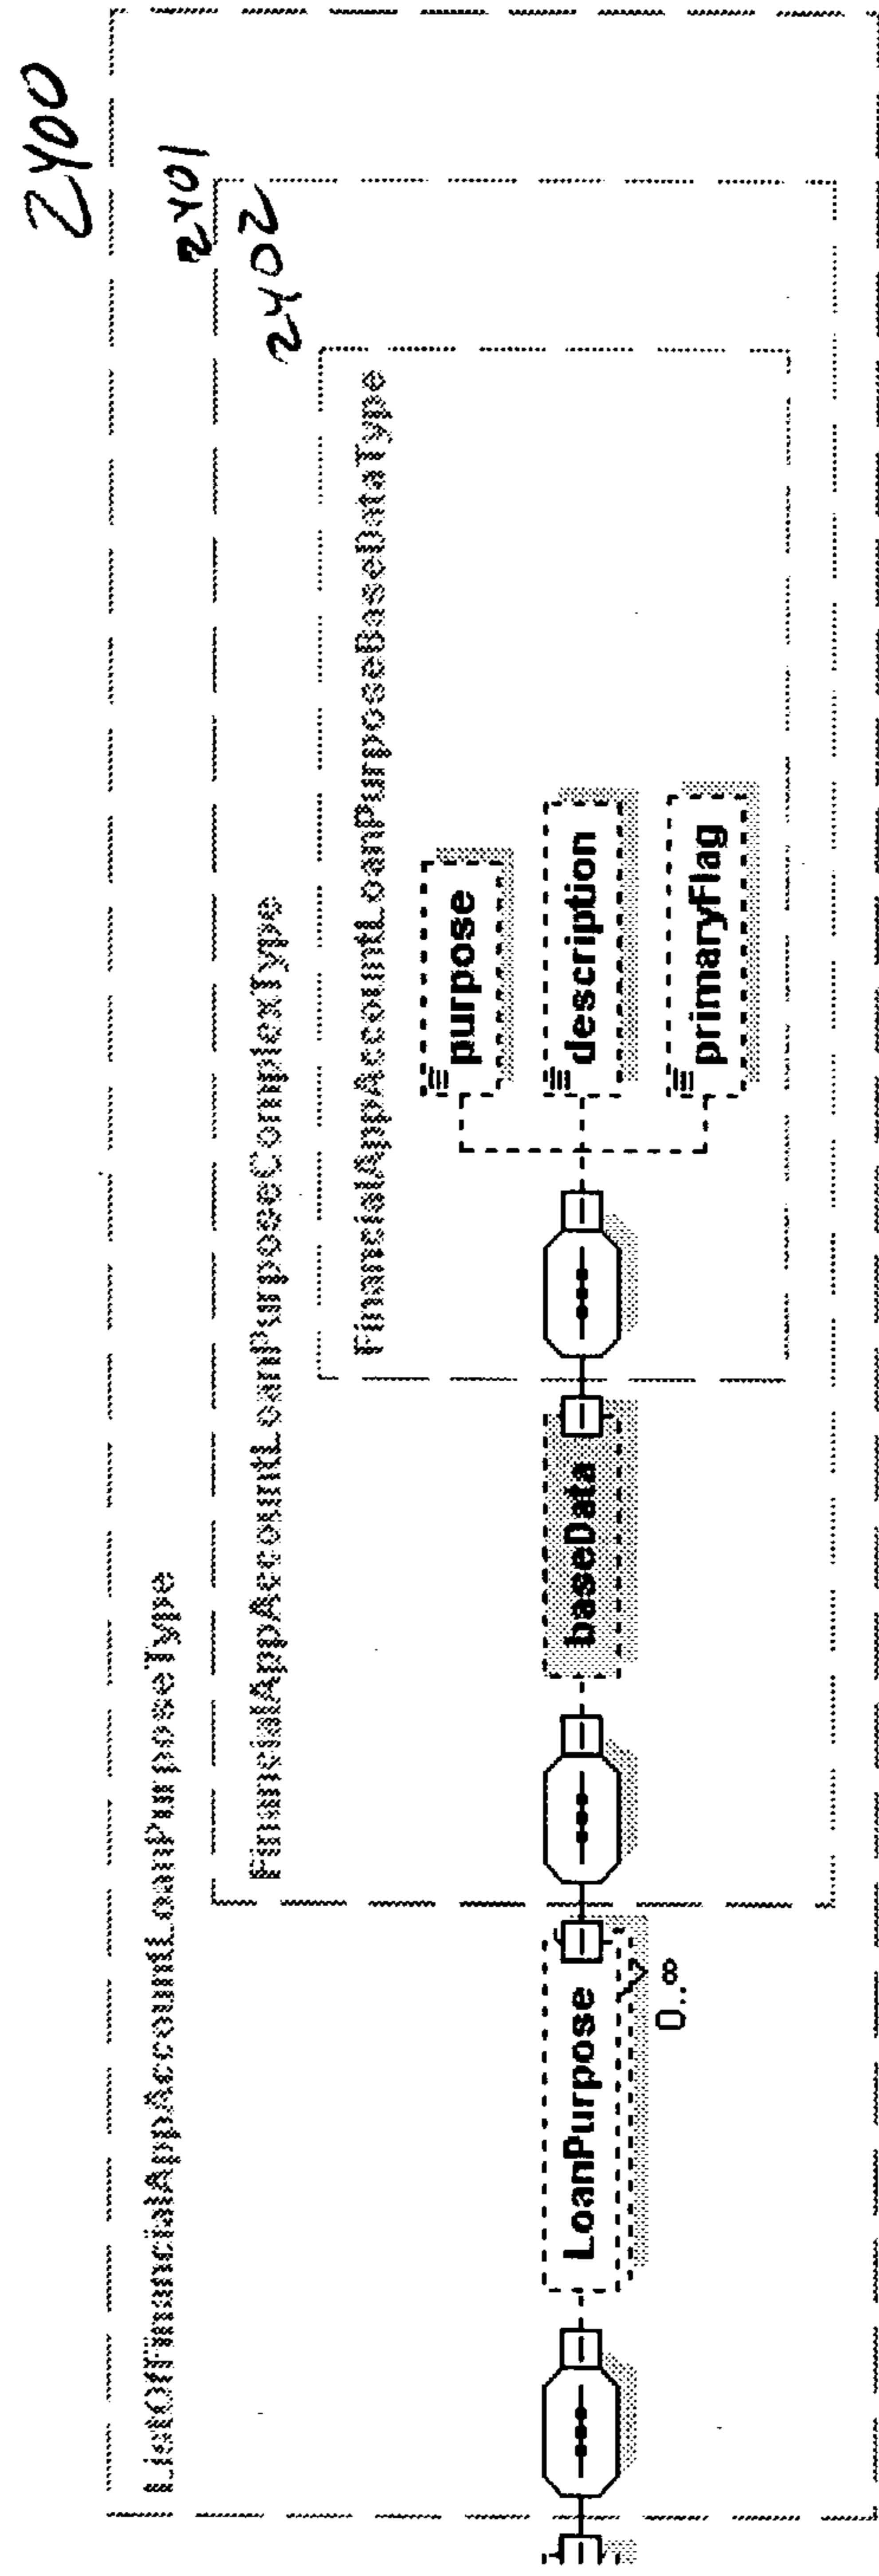 2400
ListOfFinancialAppAccountLoanPurposeType
2401
FinancialAppAccountLoanPurposeComplexType
2402
FinancialAppAccountLoanPurposeBaseDataType
LoanPurpose
0..∞
baseData
purpose
description
primaryFlag